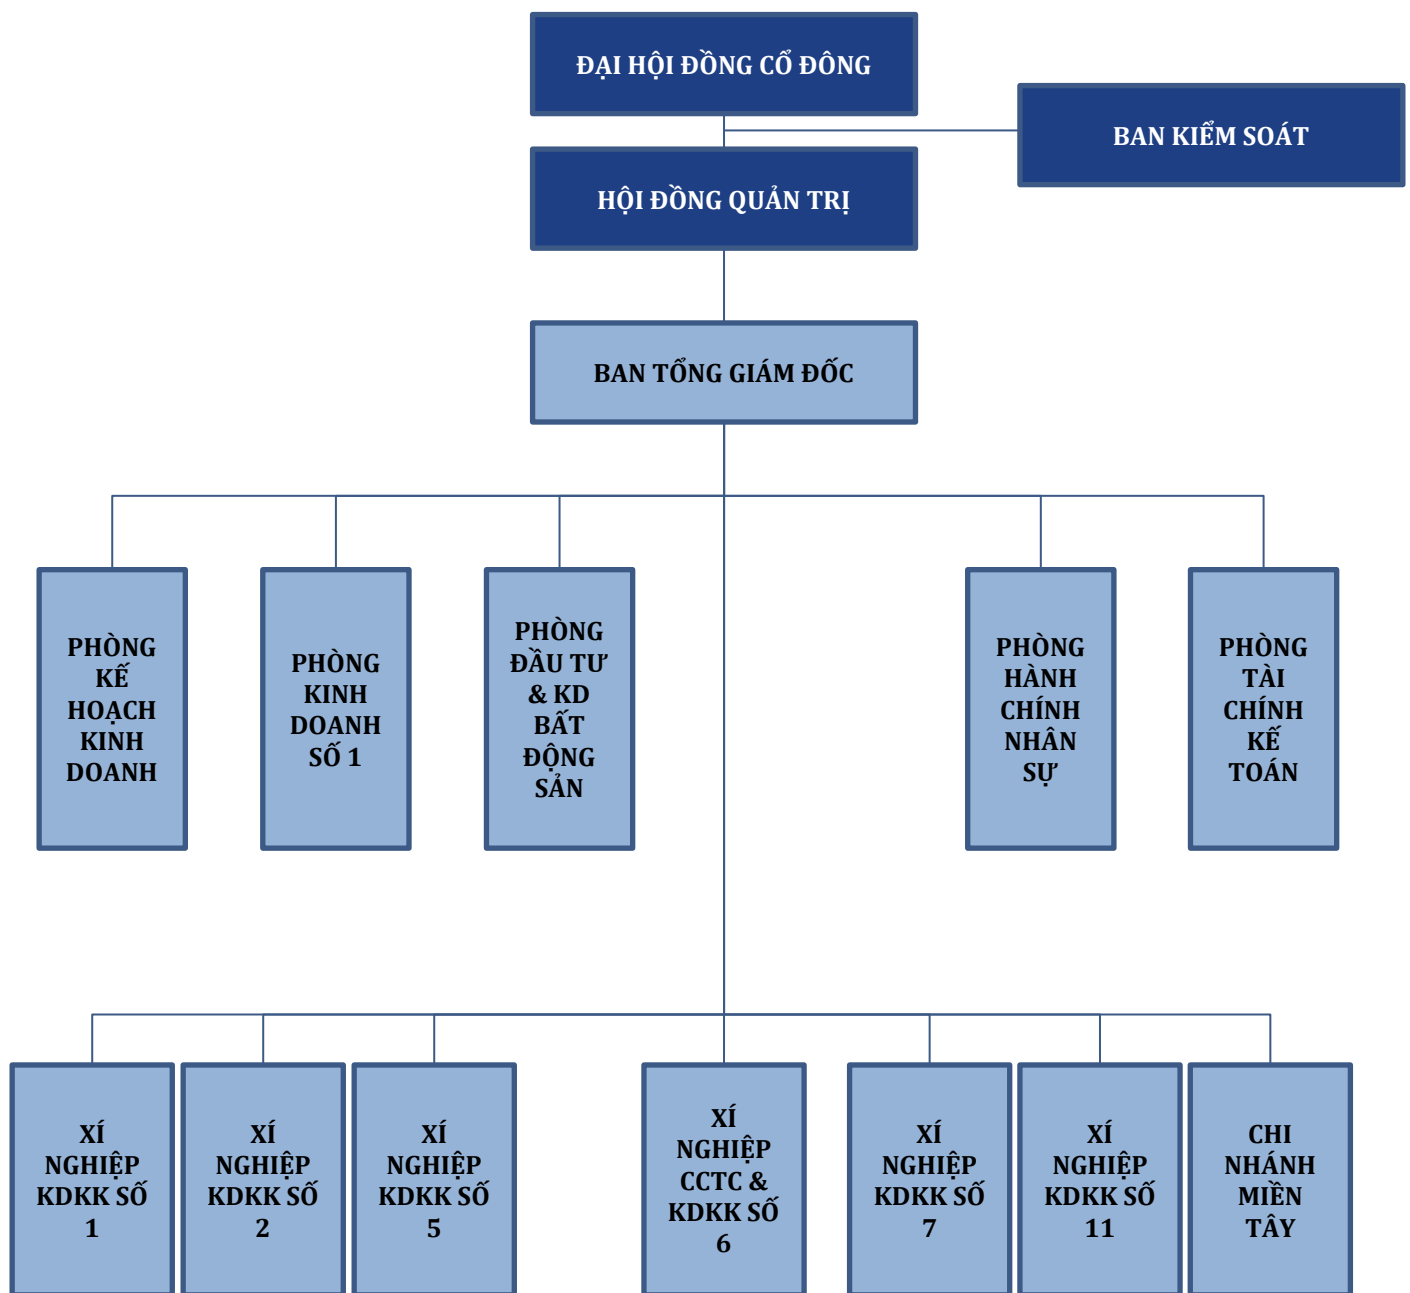 ĐẠI HỘI ĐỒNG CỔ ĐÔNG
BAN KIỂM SOÁT
HỘI ĐỒNG QUẢN TRỊ
BAN TỔNG GIÁM ĐỐC
PHÒNG
KẾ
HOẠCH
KINH
DOANH
PHÒNG
KINH
DOANH
SỐ 1
PHÒNG
ĐẦU TƯ
& KD
BẤT
ĐỘNG
SẢN
PHÒNG
HÀNH
CHÍNH
NHÂN
SỰ
PHÒNG
TÀI
CHÍNH
KẾ
TOÁN
XÍ
NGHIỆP
KDKK SỐ
1
XÍ
NGHIỆP
KDKK SỐ
2
XÍ
NGHIỆP
KDKK SỐ
5
XÍ
NGHIỆP
CCTC &
KDKK SỐ
6
XÍ
NGHIỆP
KDKK SỐ
7
XÍ
NGHIỆP
KDKK SỐ
11
CHI
NHÁNH
MIỀN
TÂY